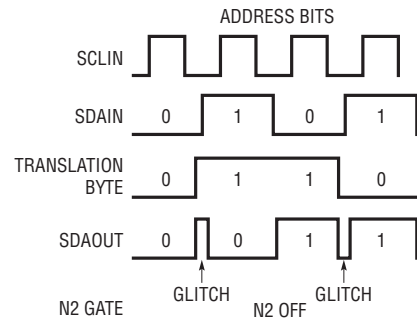 ADDRESS BITS
SCLIN
SDAIN 0 1 0 1
TRANSLATION
BYTE 0 1 1 0
SDAOUT 0 0 1 1
GLITCH GLITCH
N2 GATE N2 OFF